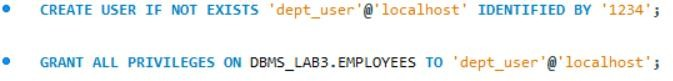 CREATE USER IF NOT EXISTS 'dept_user'@'localhost' IDENTIFIED BY '1234';
GRANT ALL PRIVILEGES ON DBMS_LAB3.EMPLOYEES TO 'dept_user'@'localhost';